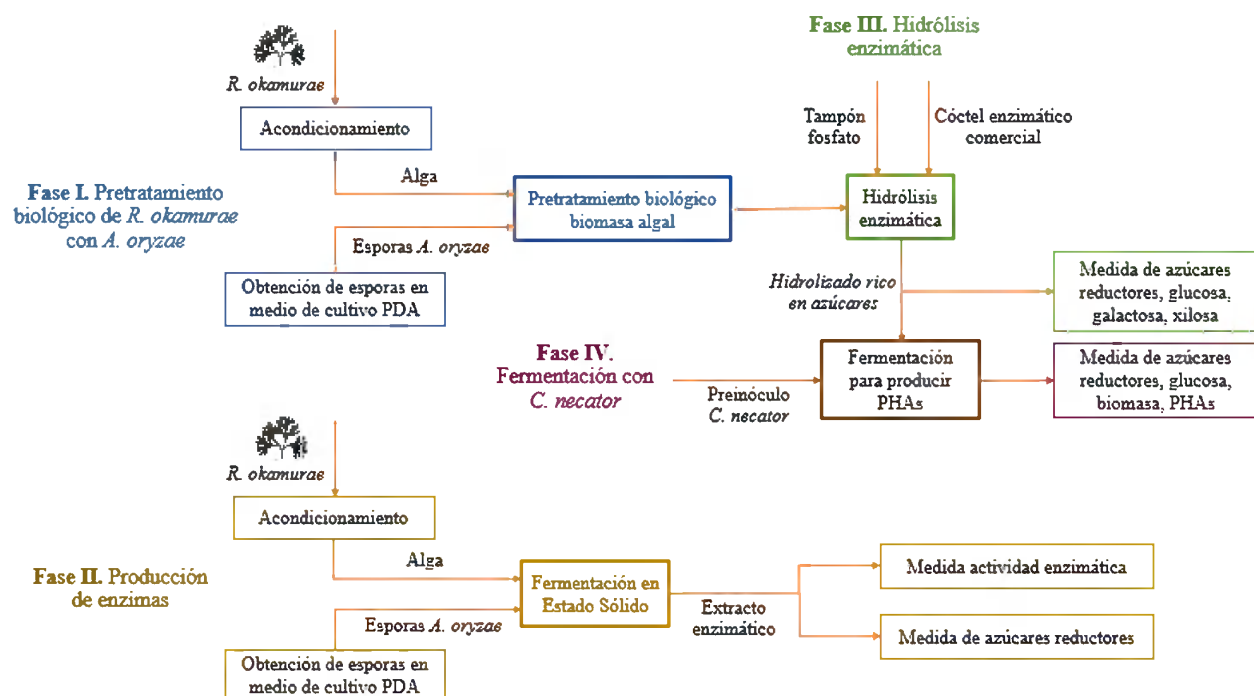 Fase III. Hidrólisis
enzimática
R. okamurae
Tampón
fosfato
Cóctel enzimático
comercial
Acondicionamiento
Alga
Fase I. Pretratamiento
biológico de R. okamurae
con A. oryzae
Pretratamiento biológico
biomasa algal
Hidrólisis
enzimática
Esporas A. oryzae
Obtención de esporas en
medio de cultivo PDA
Hidrolizado rico
en azúcares
Medida de azúcares
reductores, glucosa,
galactosa, xilosa
Fase IV.
Fermentación con
C. necator
Preinóculo
C. necator
Fermentación
para producir
PHAs
Medida de azúcares
reductores, glucosa,
biomasa, PHAs
R. okamurae
Acondicionamiento
Alga
Fase II. Producción
de enzimas
Fermentación en
Estado Sólido
Extracto
enzimático
Medida actividad enzimática
Medida de azúcares reductores
Esporas A. oryzae
Obtención de esporas en
medio de cultivo PDA